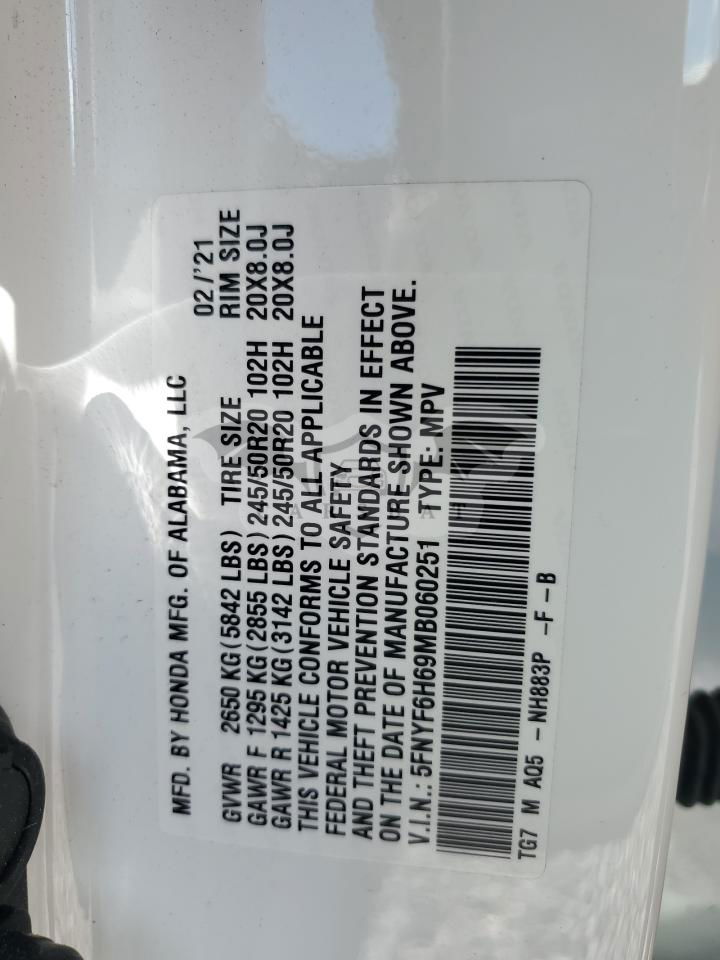 MFD. BY HONDA MFG. OF ALABAMA, LLC 02/'21
GVWR 2650 KG(5842 LBS) TIRE SIZE RIM SIZE
GAWR F 1295 KG(2855 LBS)245/50R20 102H 20X8.0J
GAWR R 1425 KG(3142 LBS)245/50R20 102H 20X8.0J
THIS VEHICLE CONFORMS TO ALL APPLICABLE
FEDERAL MOTOR VEHICLE SAFETY
AND THEFT PREVENTION STANDARDS IN EFFECT
ON THE DATE OF MANUFACTURE SHOWN ABOVE.
V.I.N.: 5FNYF6H69MB060251 TYPE: MPV
TG7 M AQ5 -NH883P -F -B